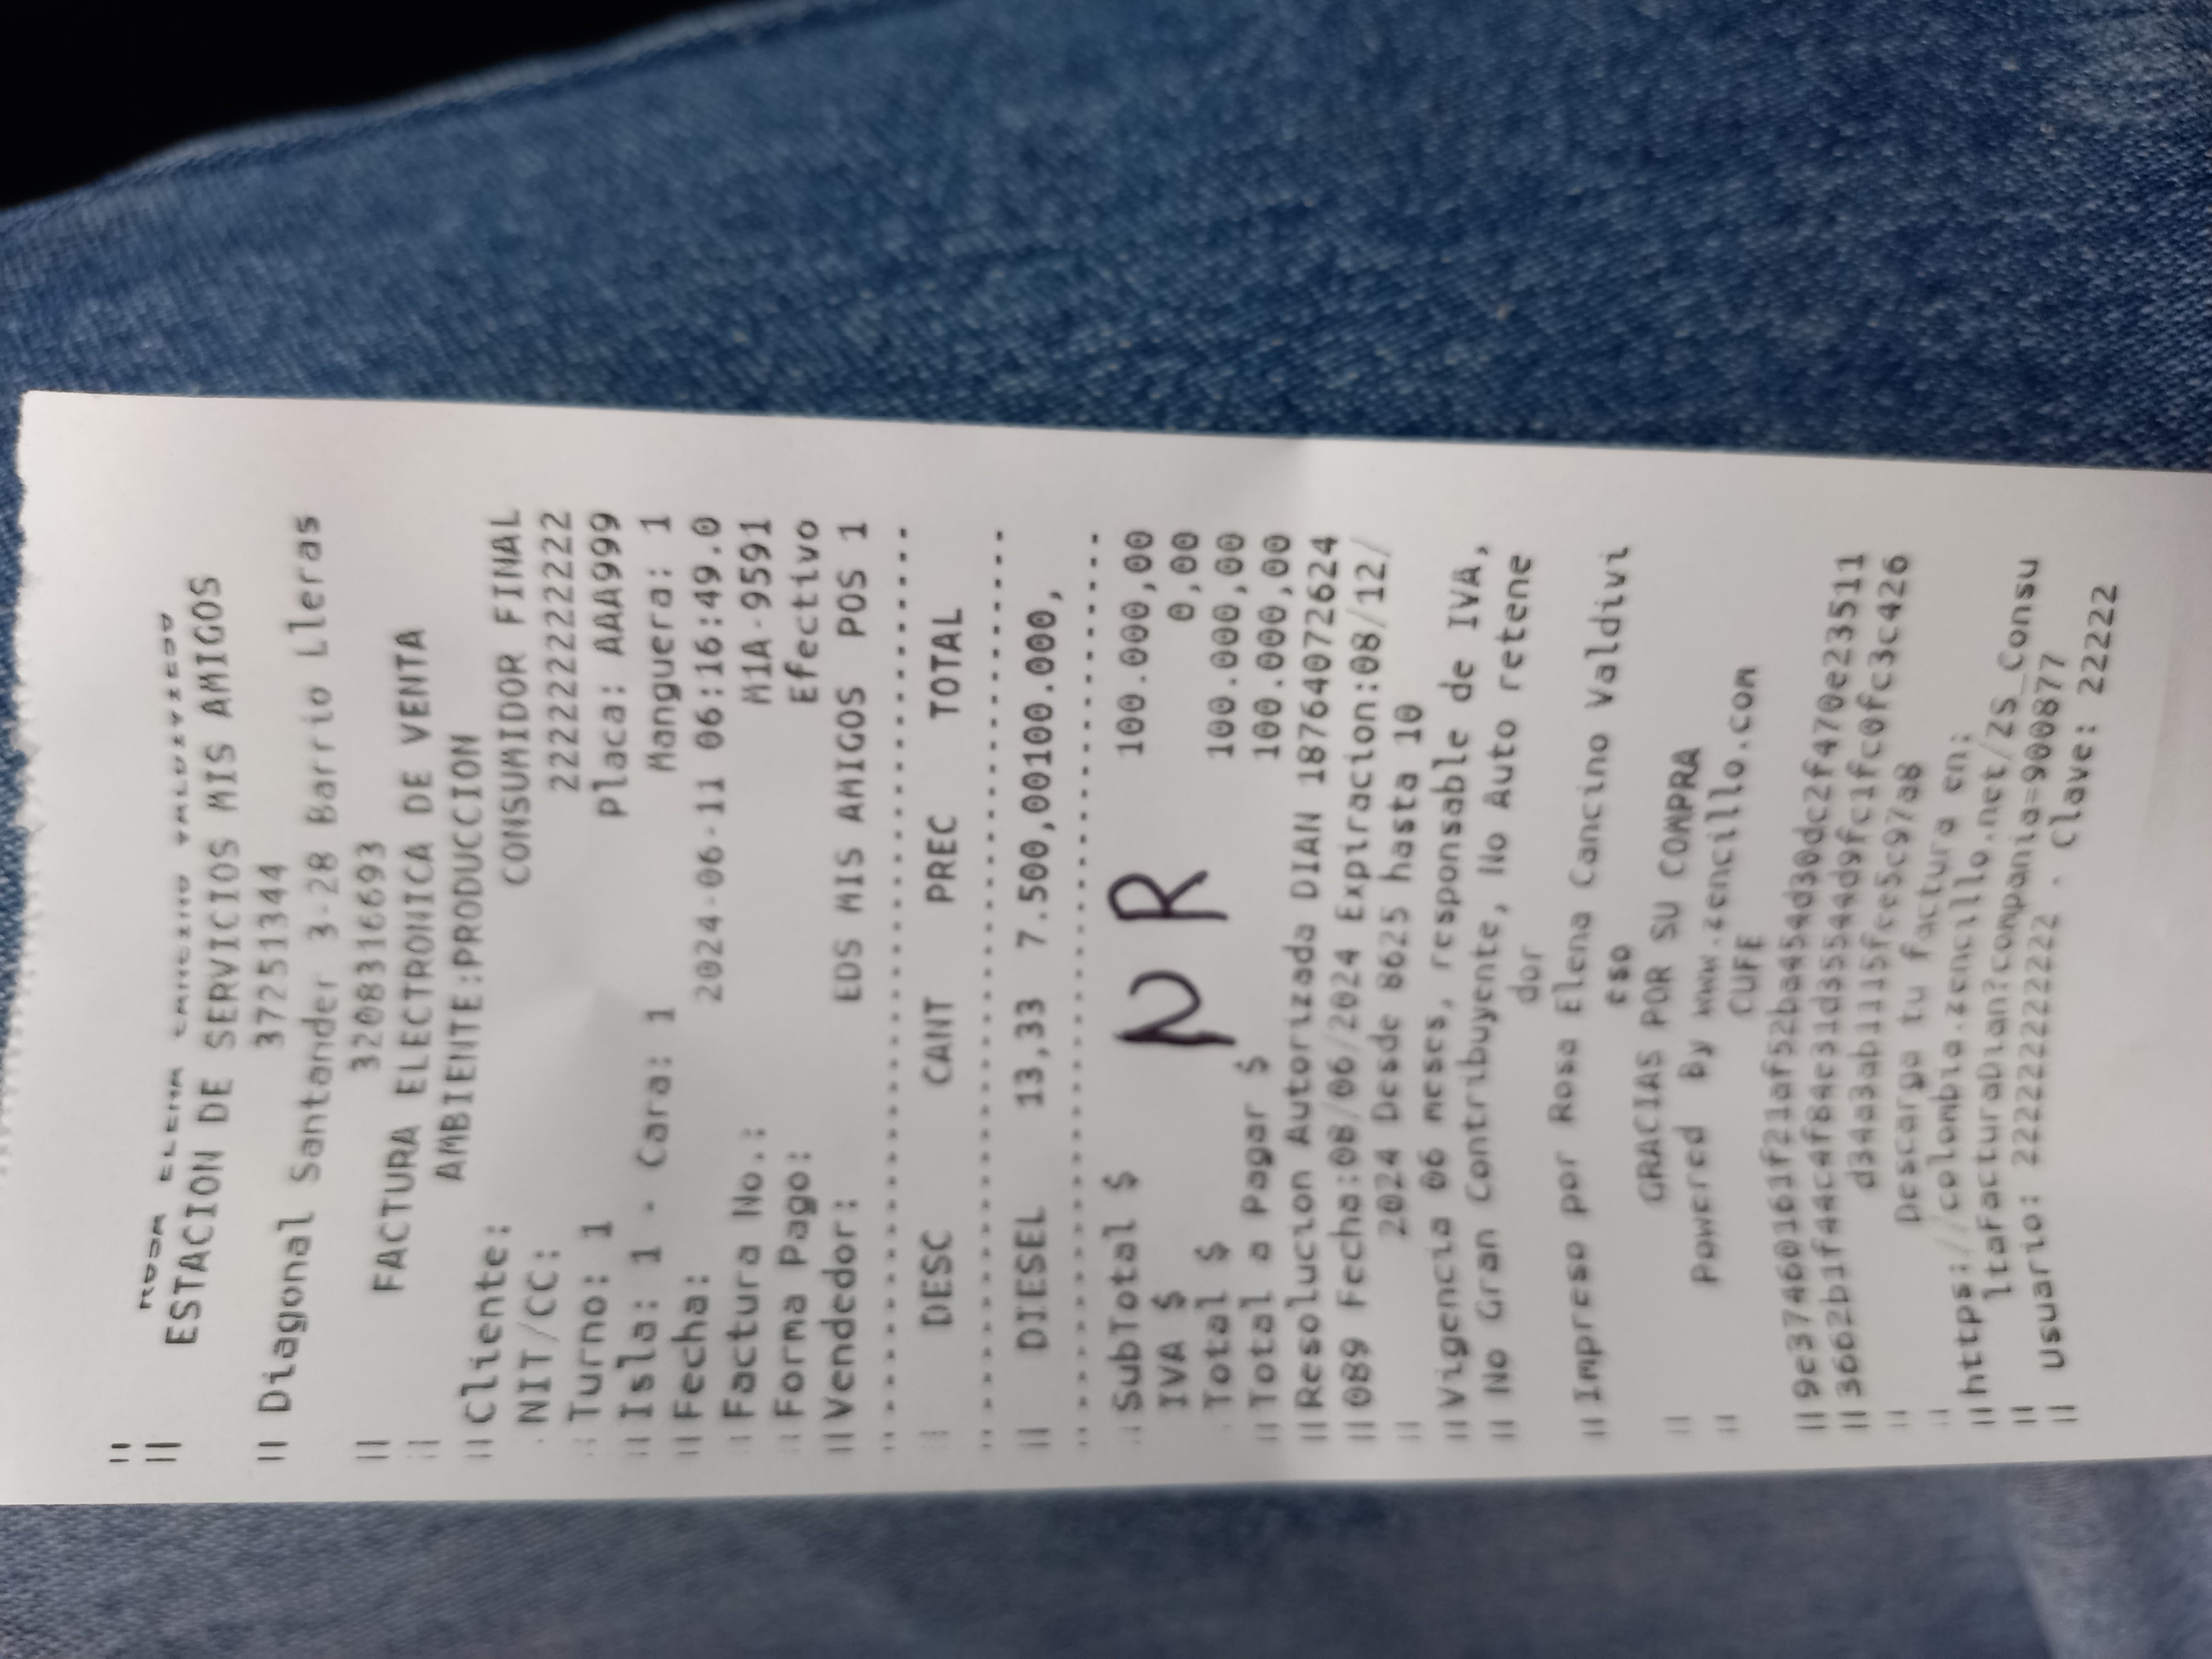 ROSA ELENA CANCINO VALDIVIESO
ESTACION DE SERVICIOS MIS AMIGOS
37251344
Diagonal Santander 3-28 Barrio Lleras
3208316693
FACTURA ELECTRONICA DE VENTA
AMBIENTE:PRODUCCION
Cliente: CONSUMIDOR FINAL
NIT/CC: 222222222222
Turno: 1 Placa: AAA999
Isla: 1 - Cara: 1 Manguera: 1
Fecha: 2024-06-11 06:16:49.0
Factura No.: M1A-9591
Forma Pago: Efectivo
Vendedor: EDS MIS AMIGOS POS 1
DESC CANT PREC TOTAL
DIESEL 13,33 7.500,00100.000,
SubTotal $ 100.000,00
IVA $ 0,00
Total $ 100.000,00
Total a Pagar $ 100.000,00
N R
Resolucion Autorizada DIAN 18764072624
089 Fecha:08/06/2024 Expiracion:08/12/
2024 Desde 8625 hasta 10
Vigencia 06 meses, responsable de IVA,
No Gran Contribuyente, No Auto retene
dor
Impreso por Rosa Elena Cancino Valdivi
eso
GRACIAS POR SU COMPRA
Powered By www.zencillo.com
CUFE
Descarga tu factura en:
https://colombia.zencillo.net/ZS_Consu
ltafacturaDian?compania=9000877
usuario: 222222222222 . Clave: 22222